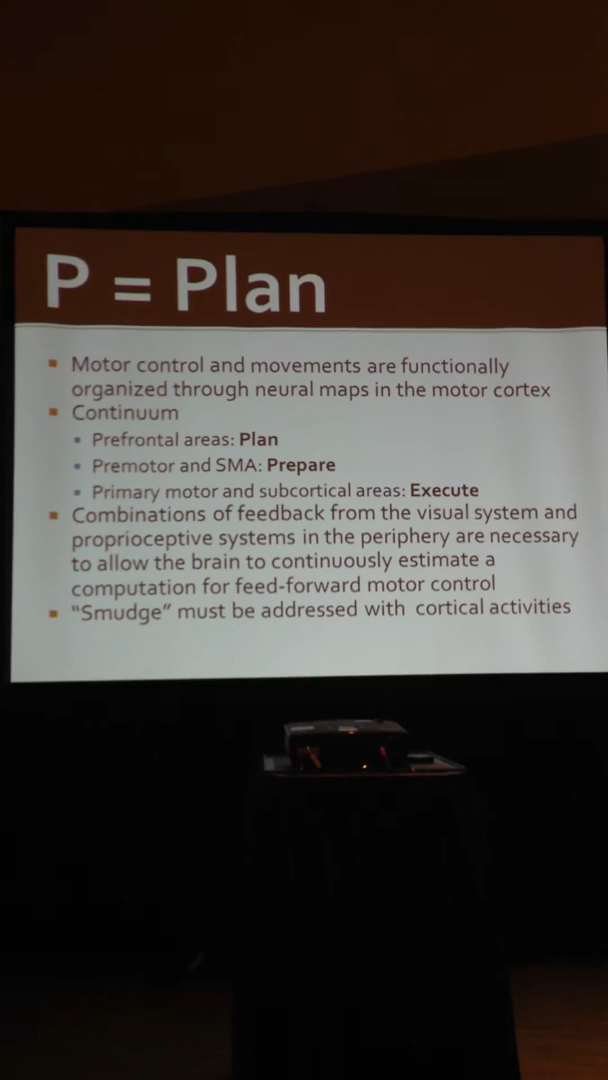 P = Plan
Motor control and movements are functionally
organized through neural maps in the motor cortex
Continuum
Prefrontal areas: Plan
Premotor and SMA: Prepare
Primary motor and subcortical areas: Execute
Combinations of feedback from the visual system and
proprioceptive systems in the periphery are necessary
to allow the brain to continuously estimate a
computation for feed-forward motor control
“Smudge” must be addressed with cortical activities